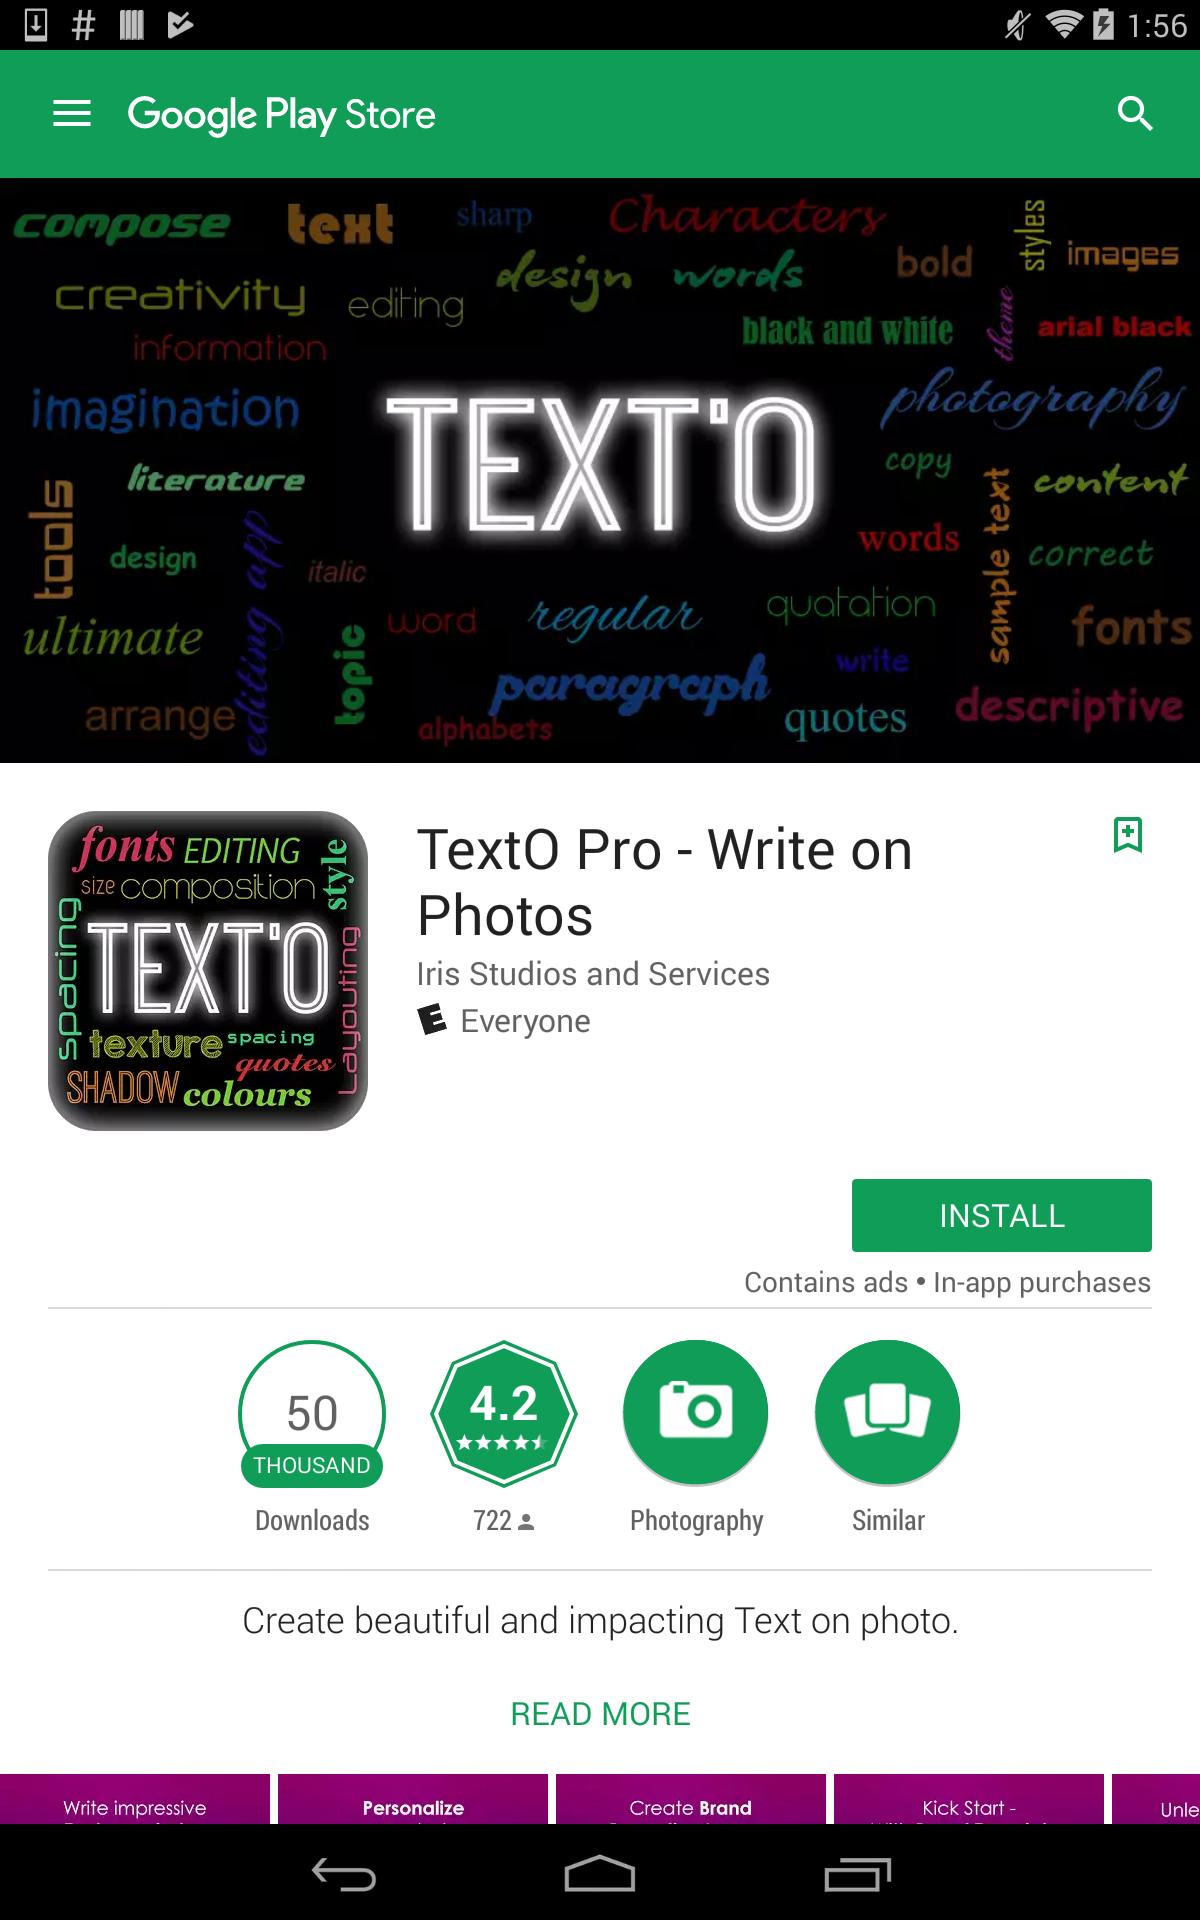 1:56
Google Play Store
compose
text
sharp
Characters
styles
images
design
words
bold
creativity
editing
black and white
theme
arial black
information
imagination
photography
TEXT'O
copy
literature
content
tools
sample text
words
design
editing app
italic
correct
quatation
regular
word
fonts
ultimate
topic
write
paragraph
descriptive
arrange
alphabets
quotes
fonts EDITING
style
size composition
spacing
TEXT'O
Layouting
texture spacing
quotes
SHADOW colours
TextO Pro - Write on
Photos
Iris Studios and Services
E Everyone
INSTALL
Contains ads • In-app purchases
50
THOUSAND
Downloads
4.2
722
Photography
Similar
Create beautiful and impacting Text on photo.
READ MORE
Write impressive
Personalize
Create Brand
Kick Start -
Unle